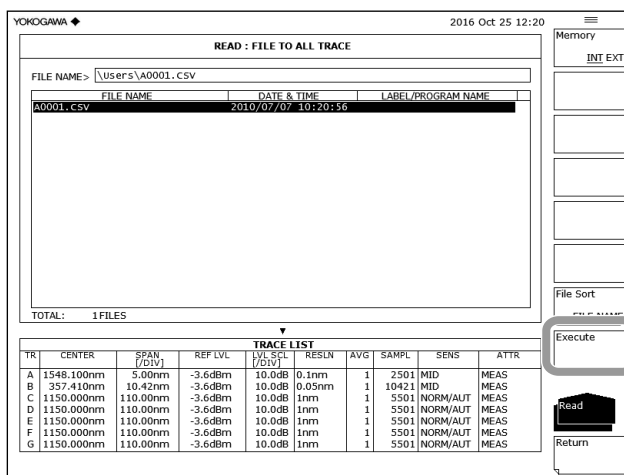 YOKOGAWA
2016 Oct 25 12:20
READ : FILE TO ALL TRACE
FILE NAME> \Users\A0001.CSV
FILE NAME DATE & TIME LABEL/PROGRAM NAME
A0001.CSV 2010/07/07 10:20:56
TOTAL: 1FILES
TRACE LIST
TR CENTER SPAN [/DIV] REF LVL LVL SCL [/DIV] RESLN AVG SAMPL SENS ATTR
A 1548.100nm 5.00nm -3.6dBm 10.0dB 0.1nm 1 2501 MID MEAS
B 357.410nm 10.42nm -3.6dBm 10.0dB 0.05nm 1 10421 MID MEAS
C 1150.000nm 110.00nm -3.6dBm 10.0dB 1nm 1 5501 NORM/AUT MEAS
D 1150.000nm 110.00nm -3.6dBm 10.0dB 1nm 1 5501 NORM/AUT MEAS
E 1150.000nm 110.00nm -3.6dBm 10.0dB 1nm 1 5501 NORM/AUT MEAS
F 1150.000nm 110.00nm -3.6dBm 10.0dB 1nm 1 5501 NORM/AUT MEAS
G 1150.000nm 110.00nm -3.6dBm 10.0dB 1nm 1 5501 NORM/AUT MEAS
Memory
INT EXT
File Sort
FILE NAME
Execute
Read
Return